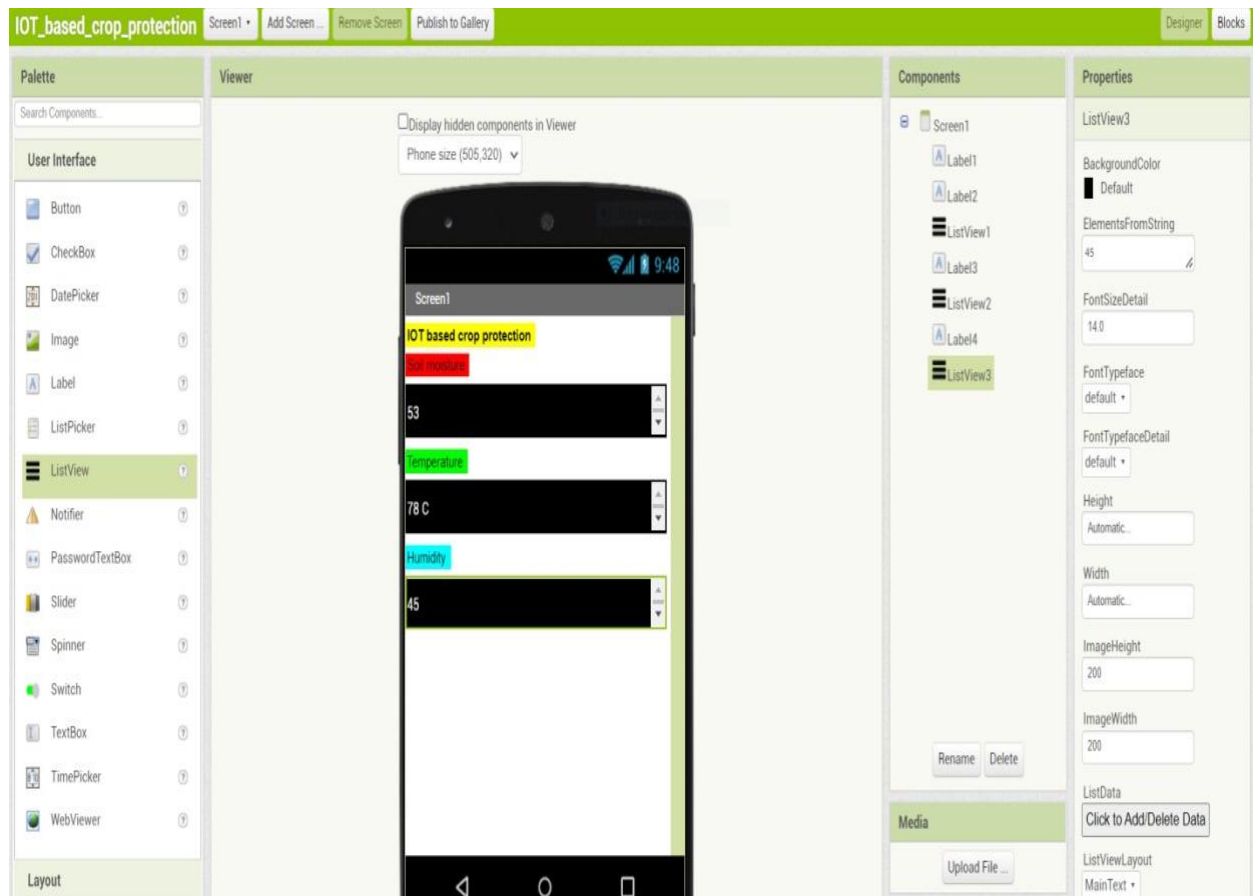 IOT_based_crop_protection Screen1 Add Screen ... Remove Screen Publish to Gallery Designer Blocks
Palette
Search Components...
User Interface
Button
CheckBox
DatePicker
Image
Label
ListPicker
ListView
Notifier
PasswordTextBox
Slider
Spinner
Switch
TextBox
TimePicker
WebViewer
Layout
Viewer
Display hidden components in Viewer
Phone size (505,320)
9:48
Screen1
IOT based crop protection
Soil moisture
53
Temperature
78 C
Humidity
45
Components
Screen1
Label1
Label2
ListView1
Label3
ListView2
Label4
ListView3
Rename Delete
Media
Upload File ...
Properties
ListView3
BackgroundColor
Default
ElementsFromString
45
FontSizeDetail
14.0
FontTypeface
default
FontTypefaceDetail
default
Height
Automatic...
Width
Automatic...
ImageHeight
200
ImageWidth
200
ListData
Click to Add/Delete Data
ListViewLayout
MainText